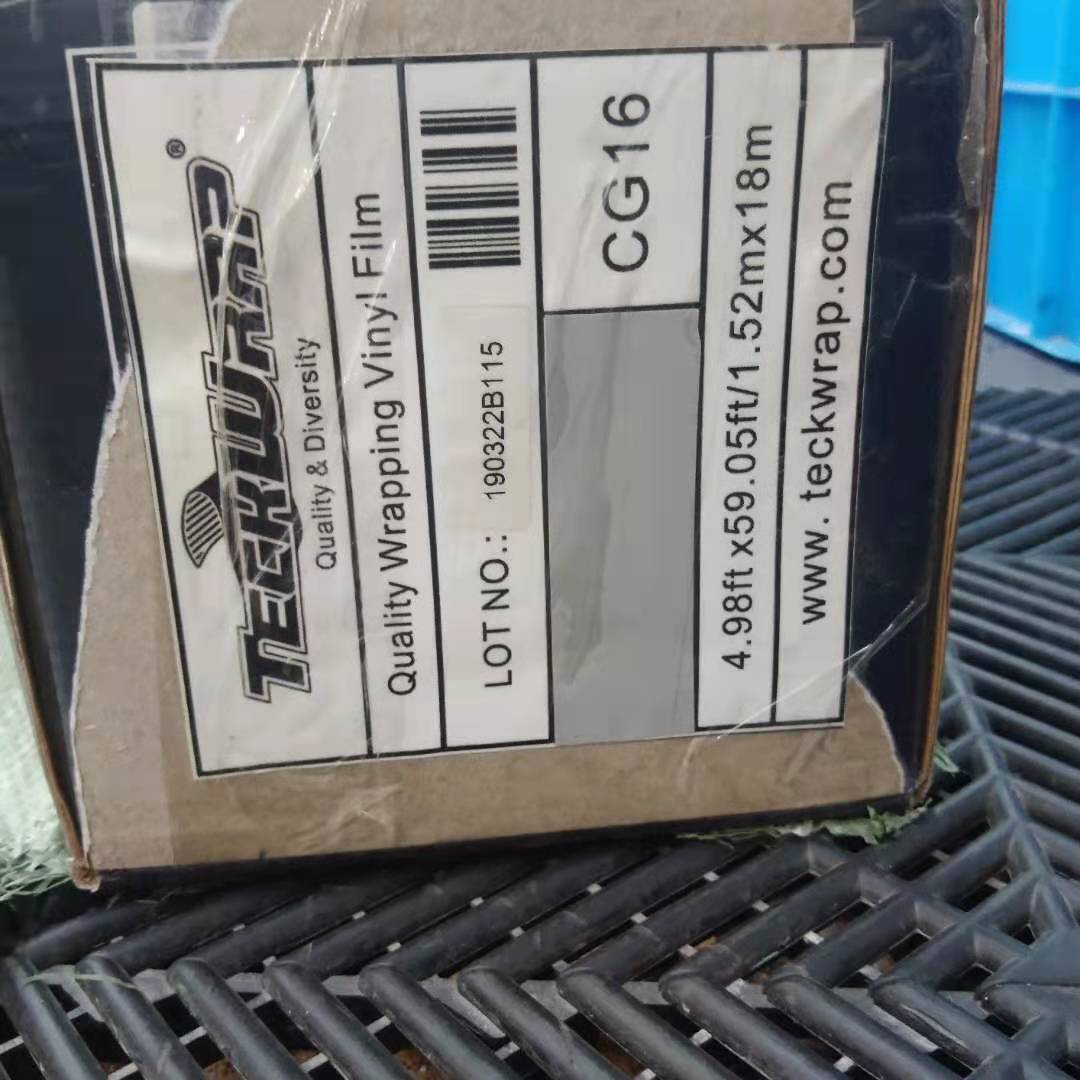 TECKWRAP®
Quality & Diversity
Quality Wrapping Vinyl Film
LOT NO.: 190322B115
CG16
4.98ft x59.05ft/1.52mx18m
www. teckwrap.com